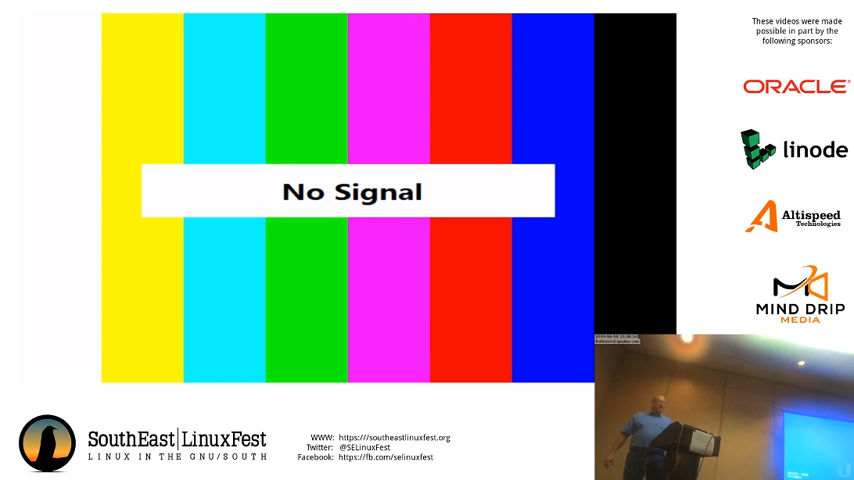 These videos were made
possible in part by the
following sponsors:
ORACLE
linode
Altispeed
Technologies
MIND DRIP
MEDIA
No Signal
SouthEast|LinuxFest
LINUX IN THE GNU/SOUTH
WWW: https://southeastlinuxfest.org
Twitter: @SELinuxFest
Facebook: https://fb.com/selinuxfest